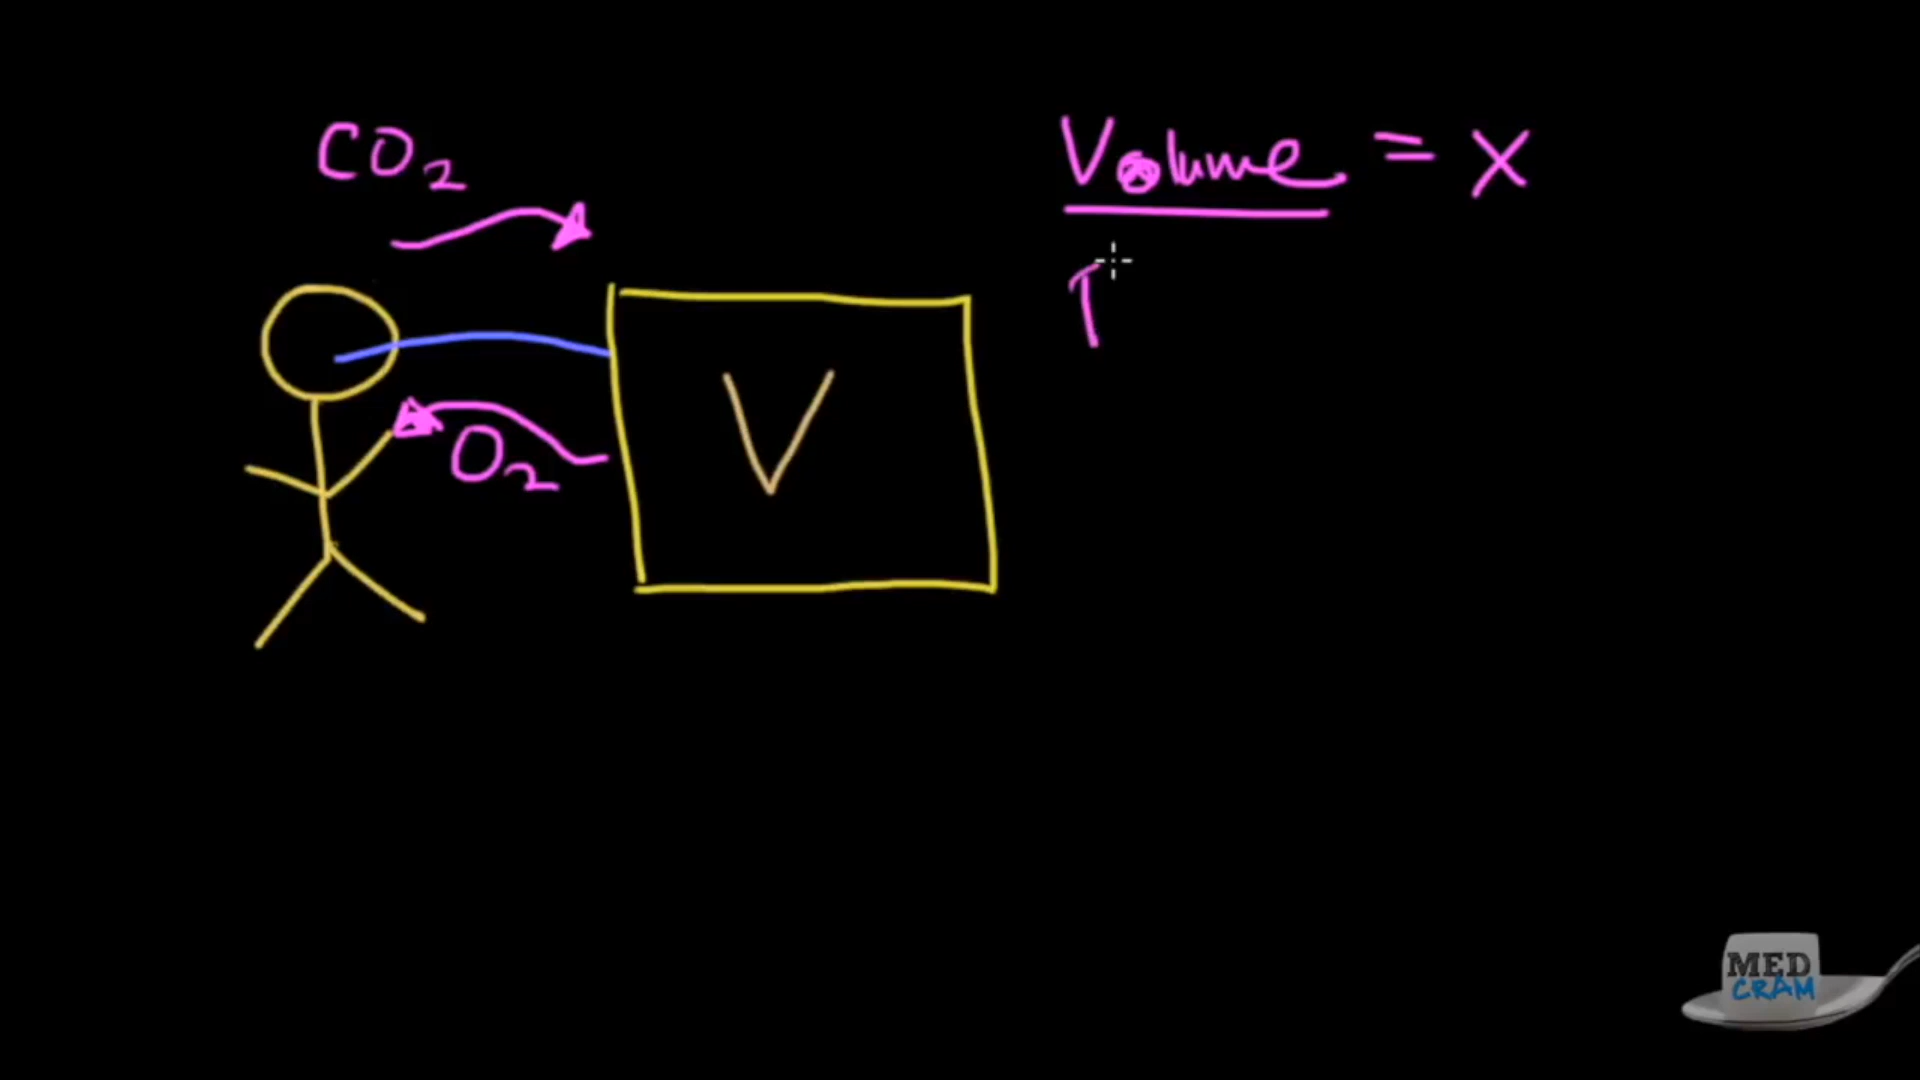 CO₂
Volume = X
O₂
V
MED
CRAM